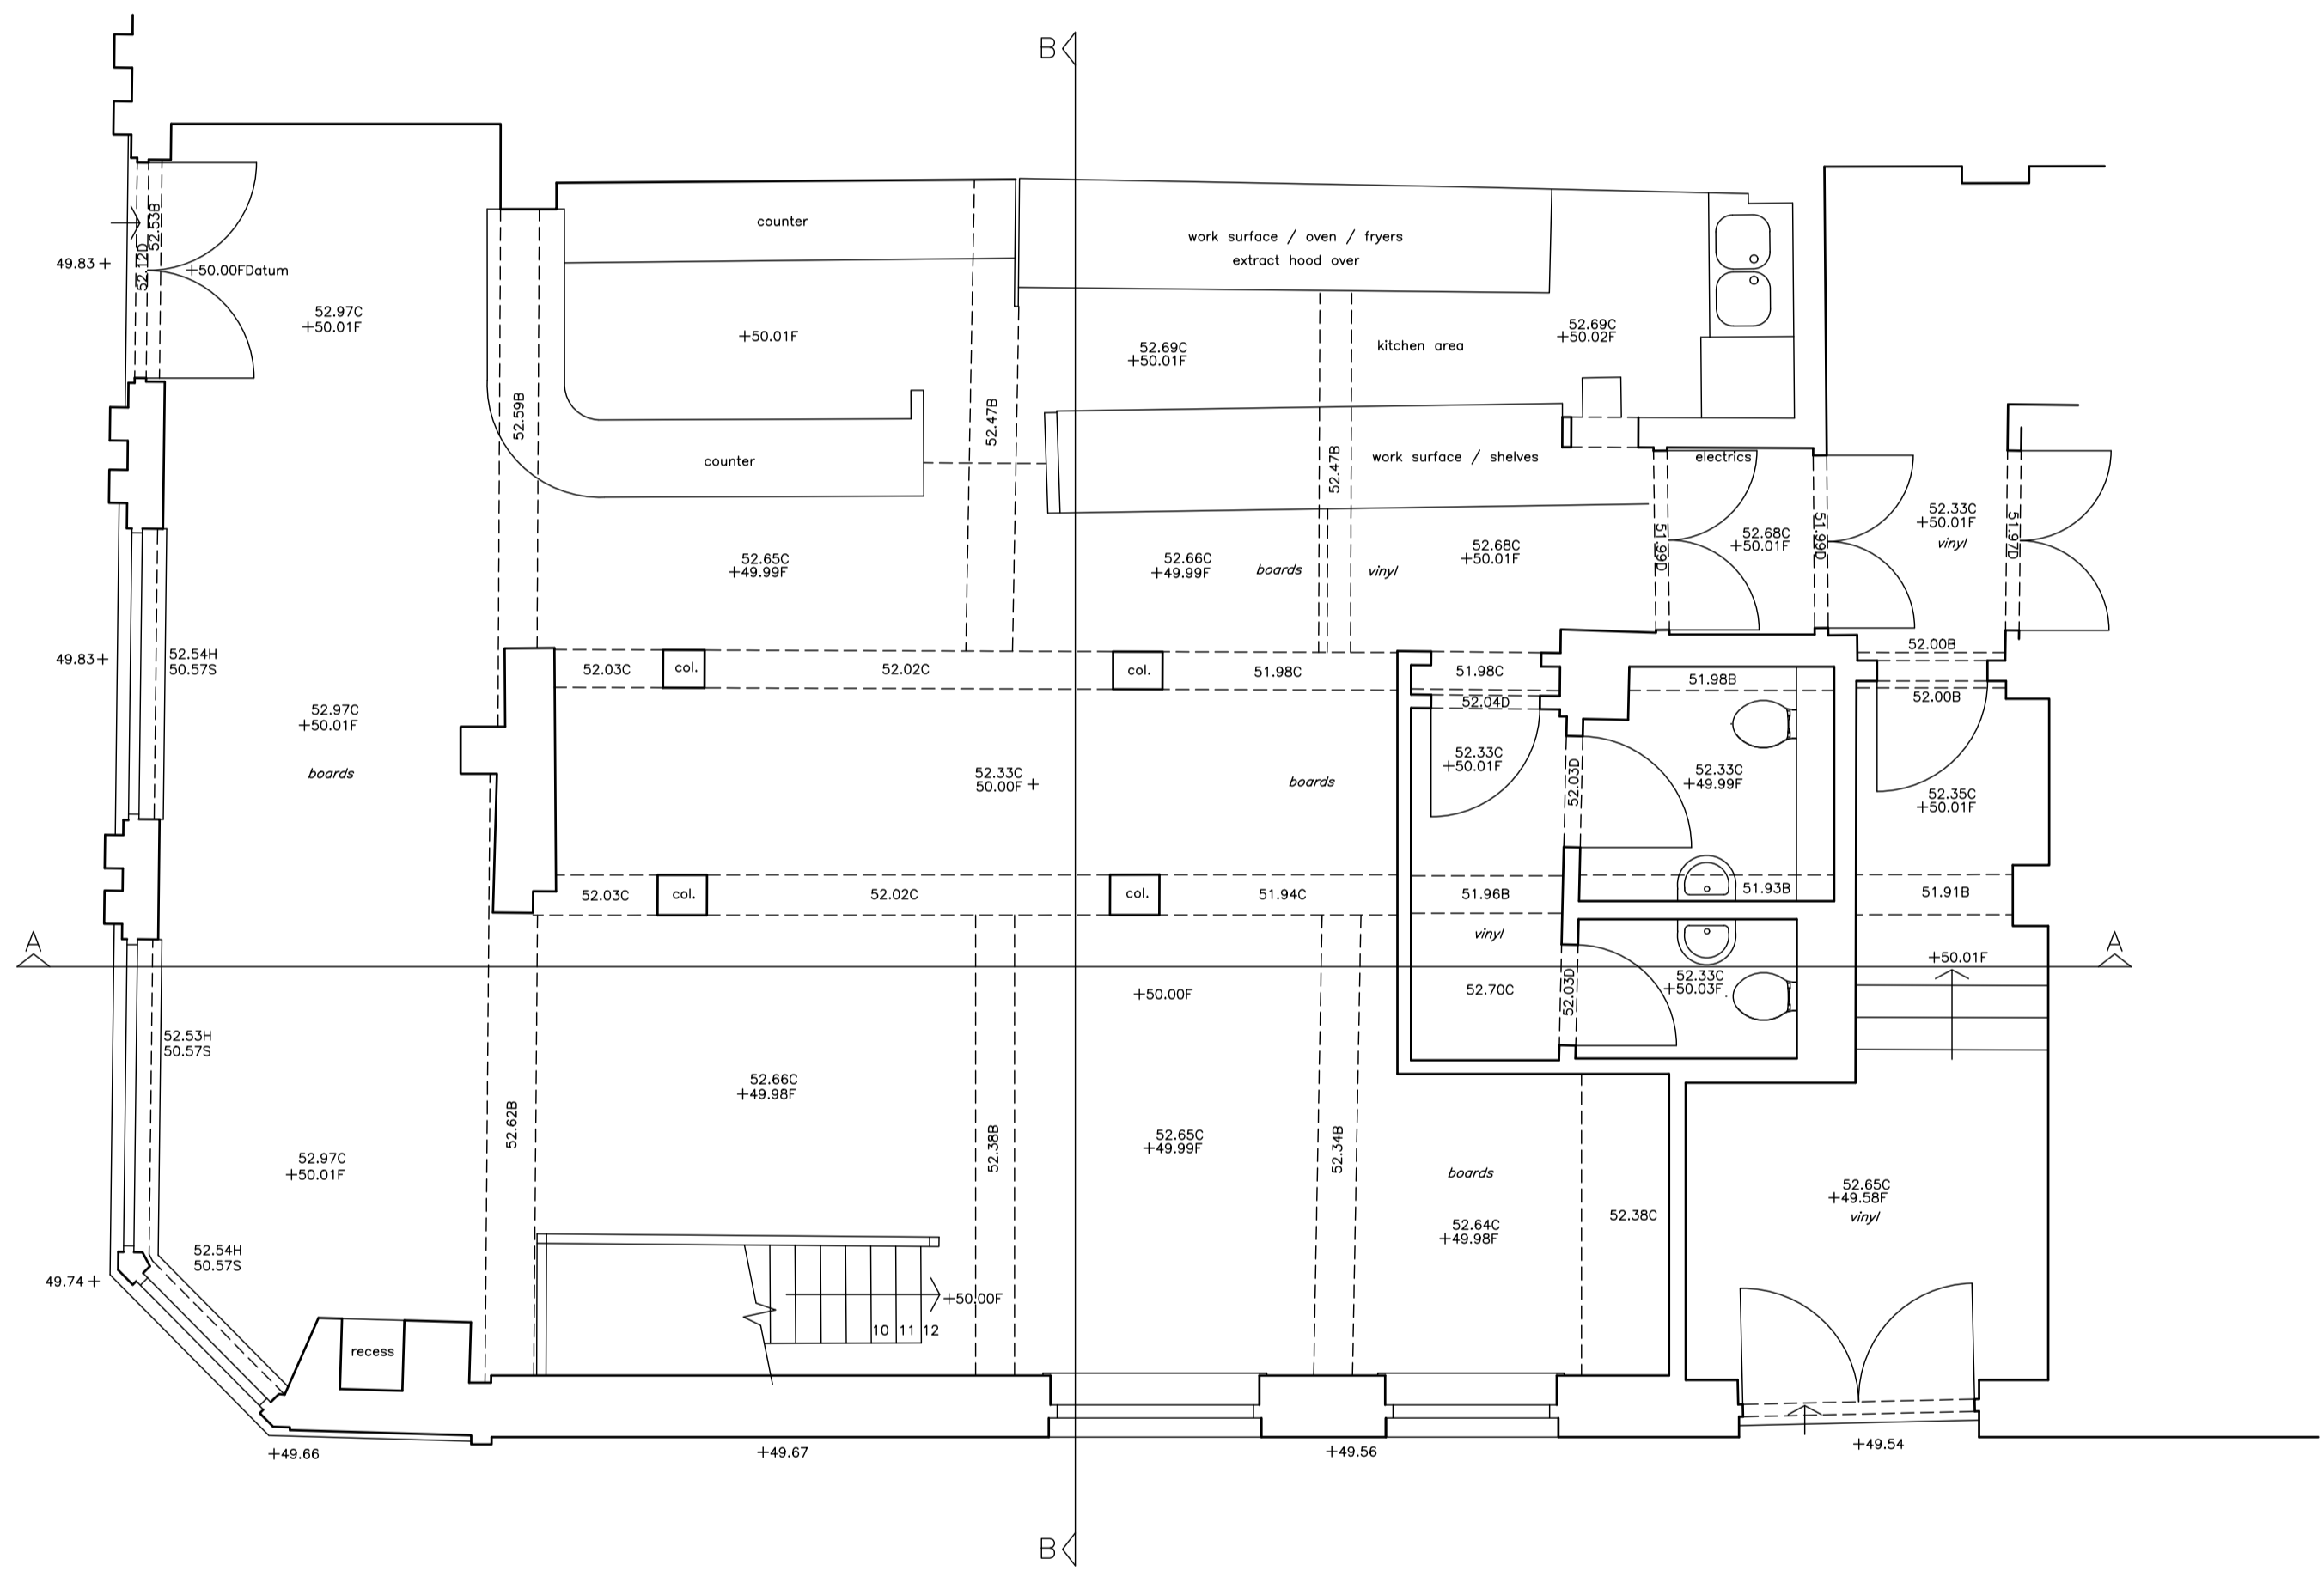 B
counter
52.53B
work surface / oven / fryers
extract hood over
49.83
52.12D
50.00FDatum
52.97C
50.01F
50.01F
52.69C
50.01F
kitchen area
52.69C
50.02F
52.59B
52.47B
counter
52.47B
work surface / shelves
electrics
52.65C
49.99F
52.66C
49.99F
boards
vinyl
52.68C
50.01F
51.99D
52.68C
50.01F
51.99D
52.33C
50.01F
vinyl
51.97D
49.83
52.54H
50.57S
52.03C
col.
52.02C
col.
51.98C
51.98C
52.04D
51.98B
52.00B
52.00B
52.97C
50.01F
boards
52.33C
50.00F
boards
52.33C
50.01F
52.03D
52.33C
49.99F
52.35C
50.01F
52.03C
col.
52.02C
col.
51.94C
51.96B
51.93B
51.91B
vinyl
A
A
50.01F
52.53H
50.57S
50.00F
52.70C
52.03D
52.33C
50.03F
52.66C
49.98F
52.62B
52.38B
52.65C
49.99F
52.34B
52.97C
50.01F
boards
52.64C
49.98F
52.38C
52.65C
49.58F
vinyl
52.54H
50.57S
49.74
50.00F
10 11 12
recess
49.66
49.67
49.56
49.54
B